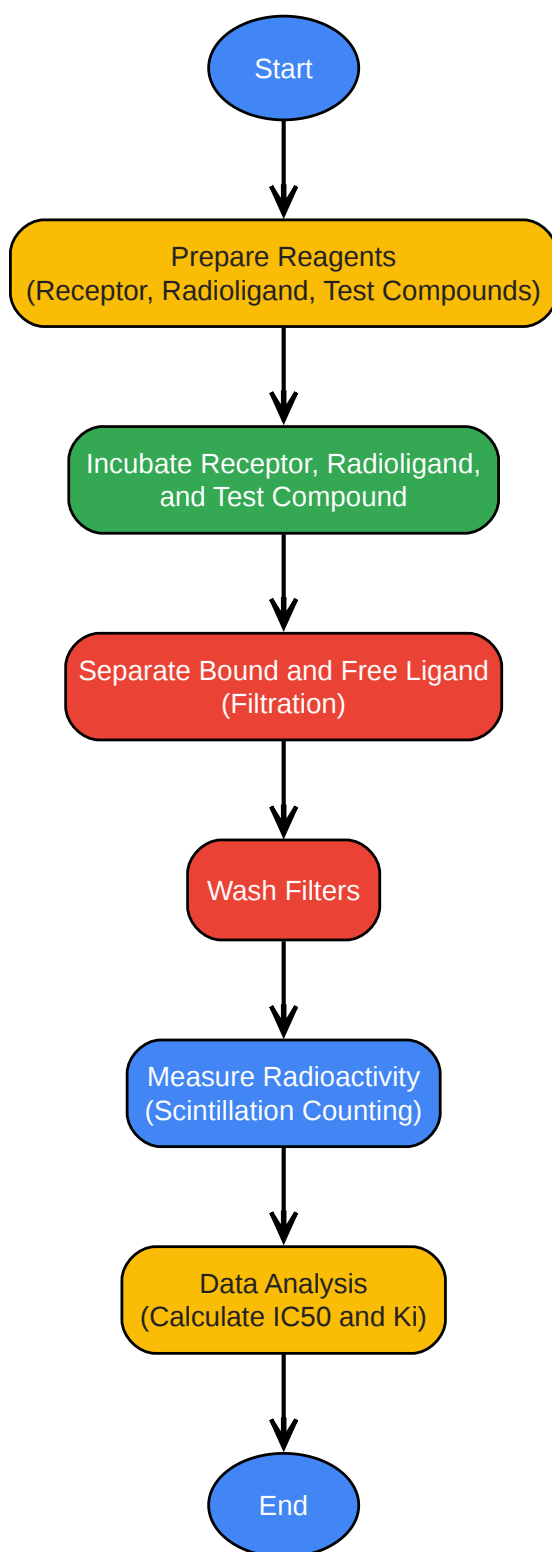 Start
Prepare Reagents
(Receptor, Radioligand, Test Compounds)
Incubate Receptor, Radioligand,
and Test Compound
Separate Bound and Free Ligand
(Filtration)
Wash Filters
Measure Radioactivity
(Scintillation Counting)
Data Analysis
(Calculate IC50 and Ki)
End